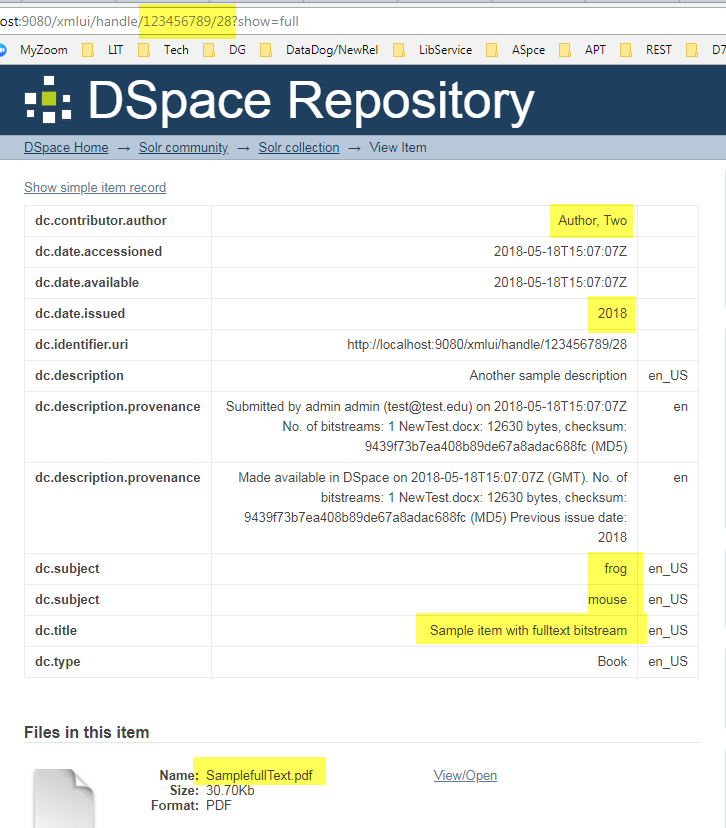 ost:9080/xmlui/handle/123456789/28?show=full
MyZoom LIT Tech DG DataDog/NewRel LibService ASpce APT REST D7
DSpace Repository
DSpace Home → Solr community → Solr collection → View Item
Show simple item record
dc.contributor.author Author, Two
dc.date.accessioned 2018-05-18T15:07:07Z
dc.date.available 2018-05-18T15:07:07Z
dc.date.issued 2018
dc.identifier.uri http://localhost:9080/xmlui/handle/123456789/28
dc.description Another sample description en_US
dc.description.provenance Submitted by admin admin (test@test.edu) on 2018-05-18T15:07:07Z en
No. of bitstreams: 1 NewTest.docx: 12630 bytes, checksum:
9439f73b7ea408b89de67a8adac688fc (MD5)
dc.description.provenance Made available in DSpace on 2018-05-18T15:07:07Z (GMT). No. of en
bitstreams: 1 NewTest.docx: 12630 bytes, checksum:
9439f73b7ea408b89de67a8adac688fc (MD5) Previous issue date:
2018
dc.subject frog en_US
dc.subject mouse en_US
dc.title Sample item with fulltext bitstream en_US
dc.type Book en_US
Files in this item
Name: SamplefullText.pdf View/Open
Size: 30.70Kb
Format: PDF